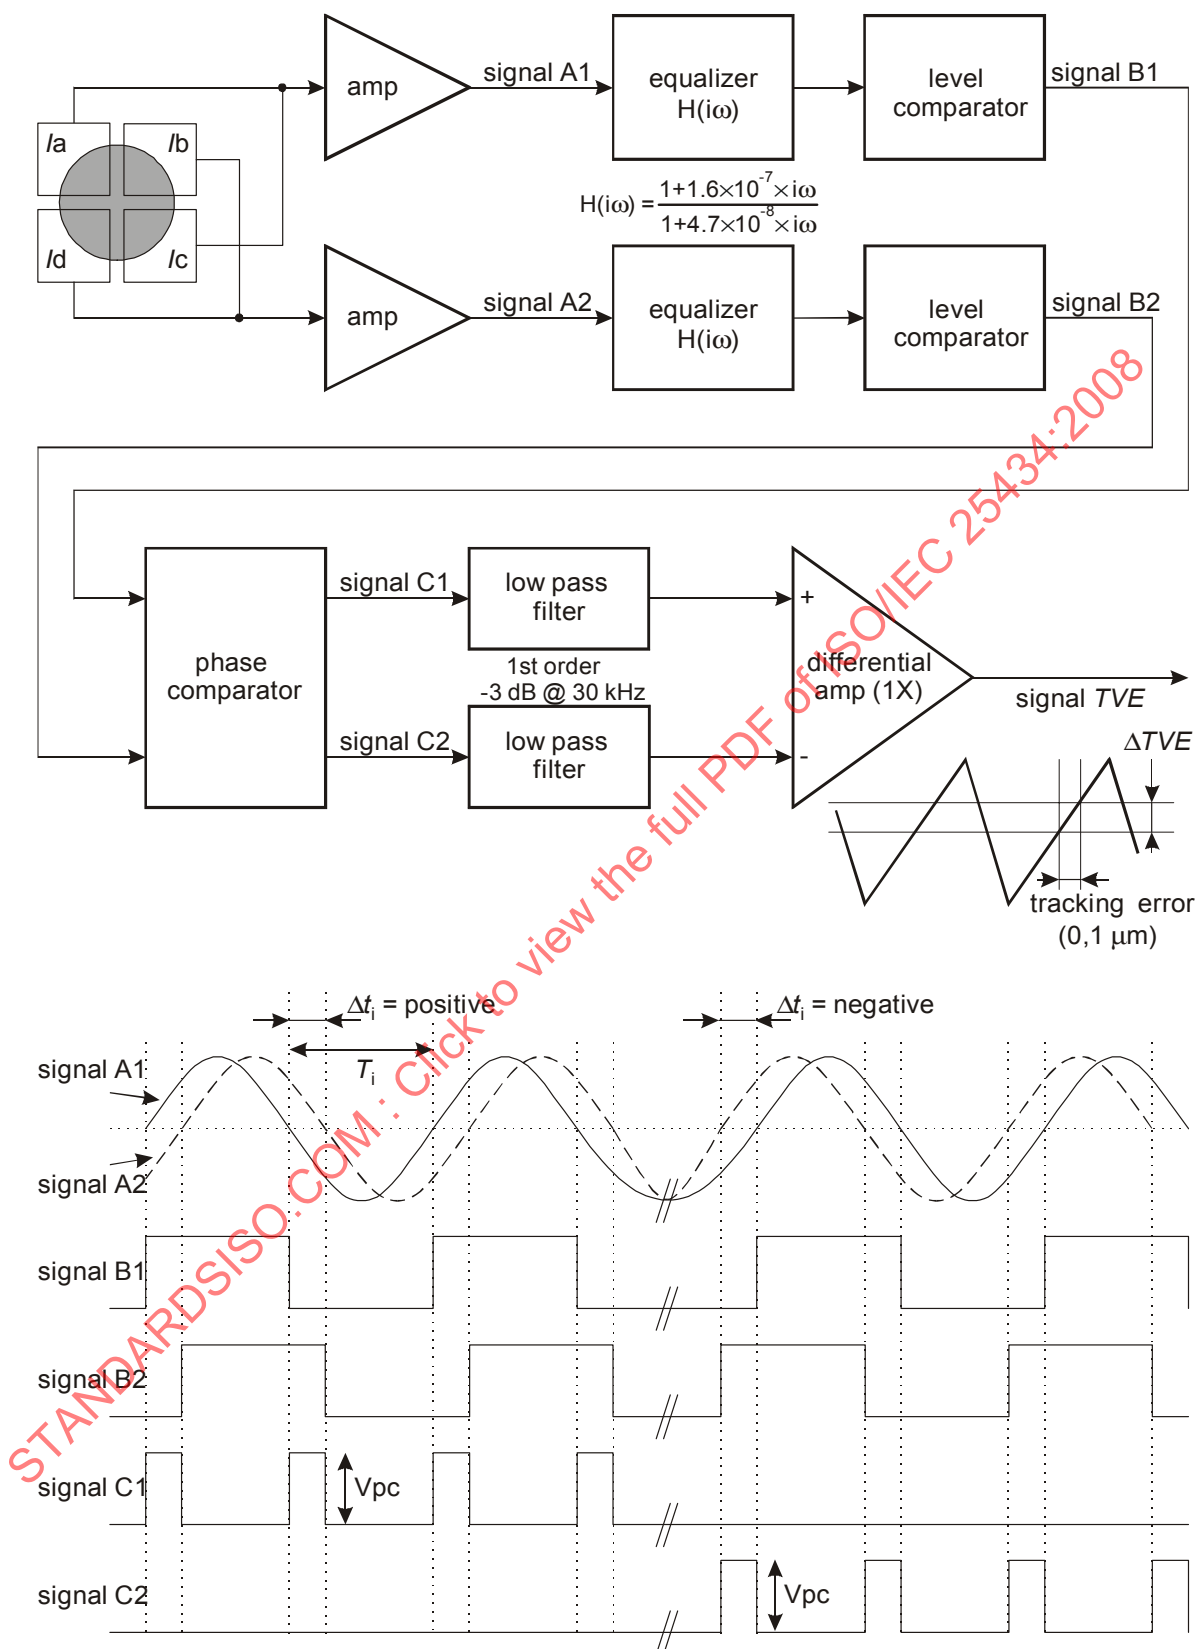 amp
signal A1
equalizer
H(iω)
level
comparator
signal B1
Ia
Ib
Id
Ic
H(iω) = 1+1.6×10⁻⁷×iω
1+4.7×10⁻⁸×iω
amp
signal A2
equalizer
H(iω)
level
comparator
signal B2
phase
comparator
signal C1
low pass
filter
1st order
-3 dB @ 30 kHz
signal C2
low pass
filter
+
differential
amp (1X)
-
signal TVE
ΔTVE
tracking error
(0,1 μm)
Δti = positive
Δti = negative
Ti
signal A1
signal A2
signal B1
signal B2
signal C1
Vpc
signal C2
Vpc
STANDARDSISO.COM : Click to view the full PDF of ISO/IEC 25434:2008